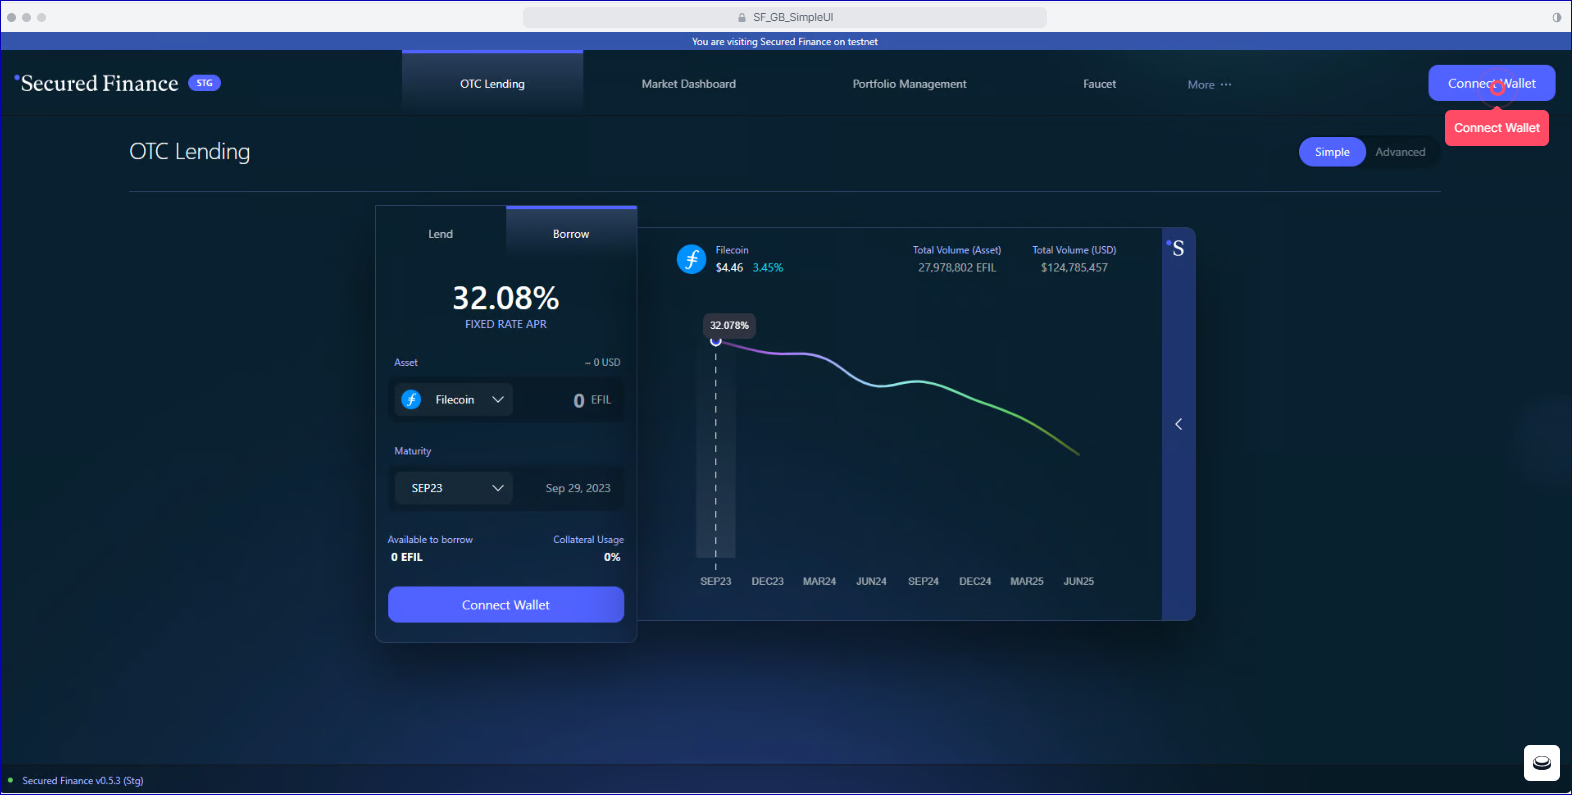 SF_GB_SimpleUI
You are visiting Secured Finance on testnet
Secured Finance STG
OTC Lending
Market Dashboard
Portfolio Management
Faucet
More ···
Connect Wallet
Connect Wallet
OTC Lending
Simple
Advanced
Lend
Borrow
32.08%
FIXED RATE APR
Asset
~ 0 USD
Filecoin
0 EFIL
Maturity
SEP23
Sep 29, 2023
Available to borrow
Collateral Usage
0 EFIL
0%
Connect Wallet
Filecoin
$4.46 3.45%
Total Volume (Asset)
27,978,802 EFIL
Total Volume (USD)
$124,785,457
S
32.078%
SEP23 DEC23 MAR24 JUN24 SEP24 DEC24 MAR25 JUN25
Secured Finance v0.5.3 (Stg)